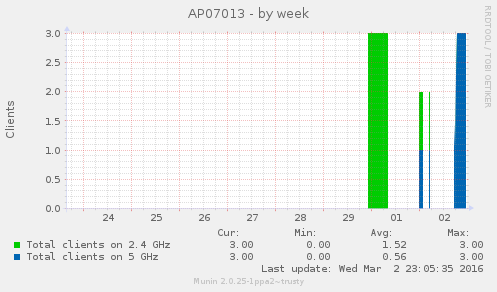 AP07013 - by week
RRDTOOL / TOBI OETIKER
Clients
3.0
2.5
2.0
1.5
1.0
0.5
0.0
24 25 26 27 28 29 01 02
Cur: Min: Avg: Max:
Total clients on 2.4 GHz 3.00 0.00 1.52 3.00
Total clients on 5 GHz 3.00 0.00 0.56 3.00
Last update: Wed Mar 2 23:05:35 2016
Munin 2.0.25-1ppa2~trusty